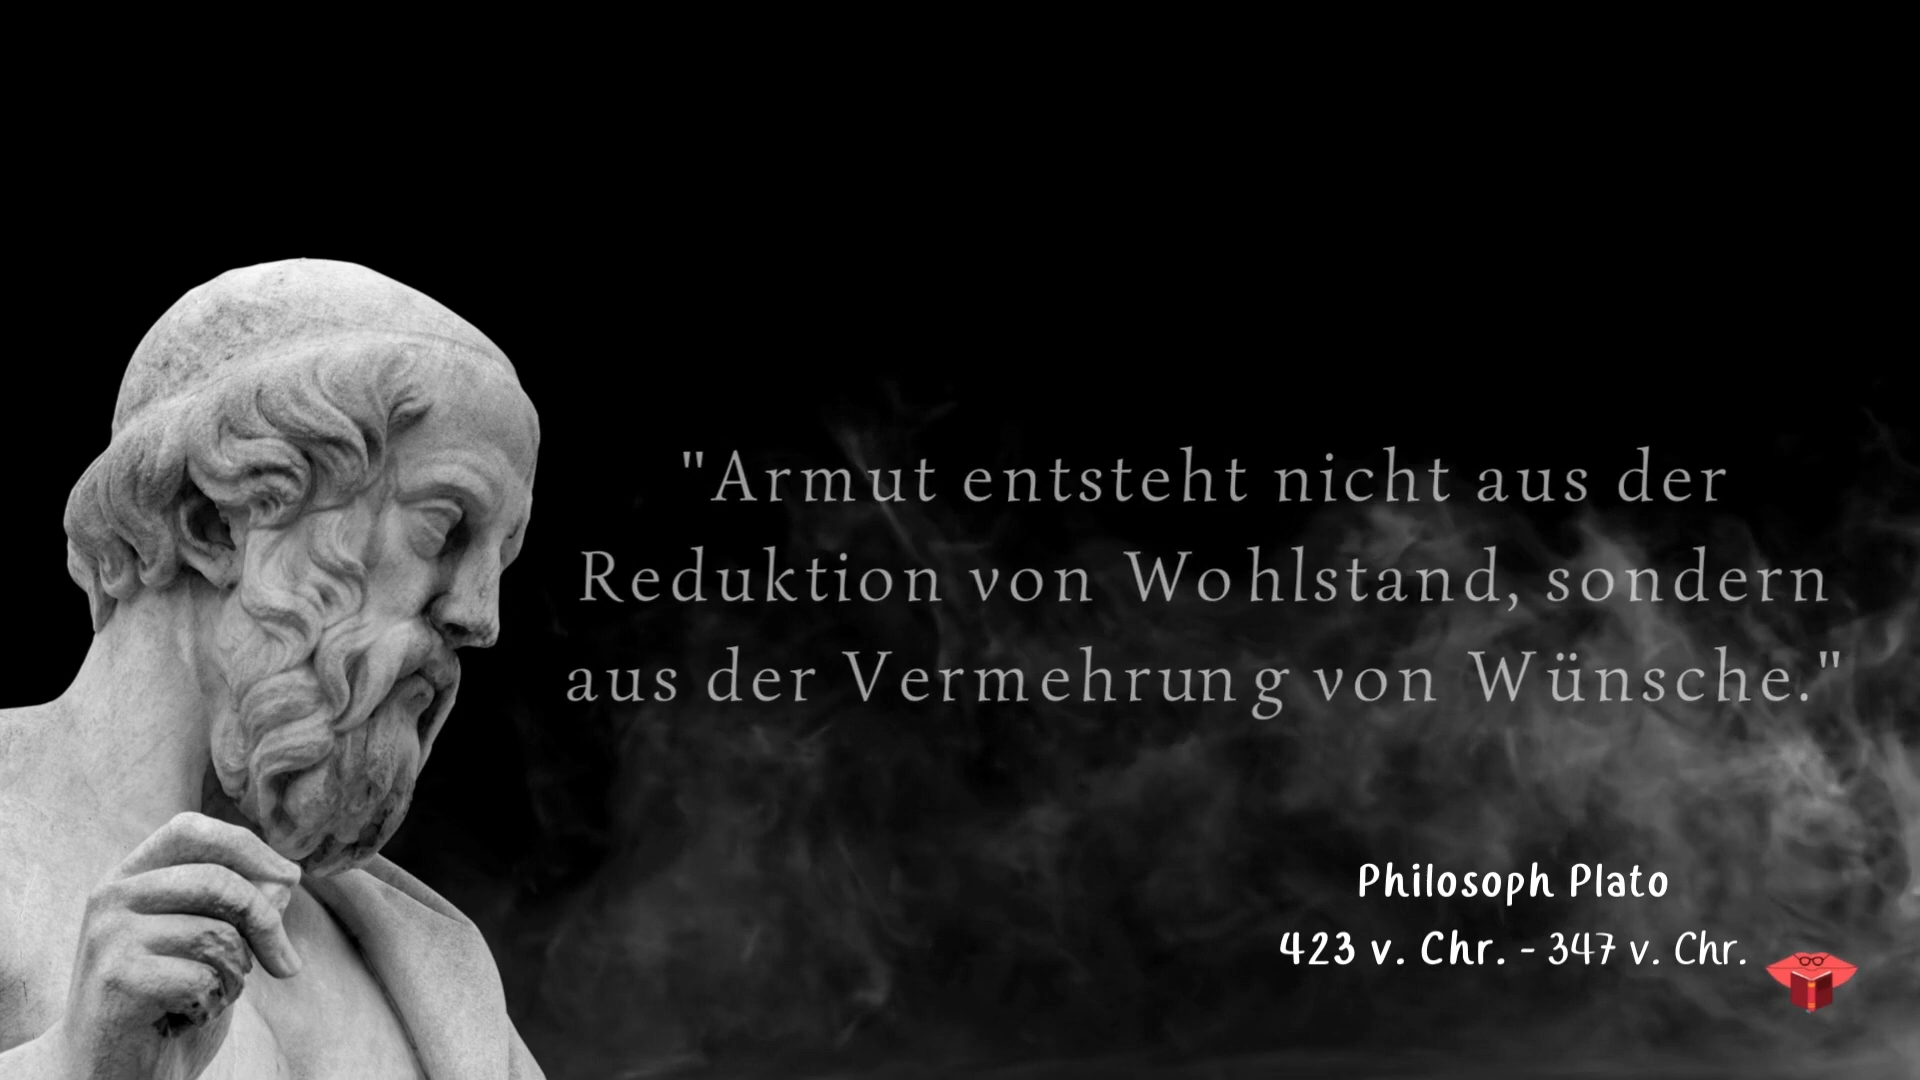 "Armut entsteht nicht aus der
Reduktion von Wohlstand, sondern
aus der Vermehrung von Wünsche."
Philosoph Plato
423 v. Chr. - 347 v. Chr.